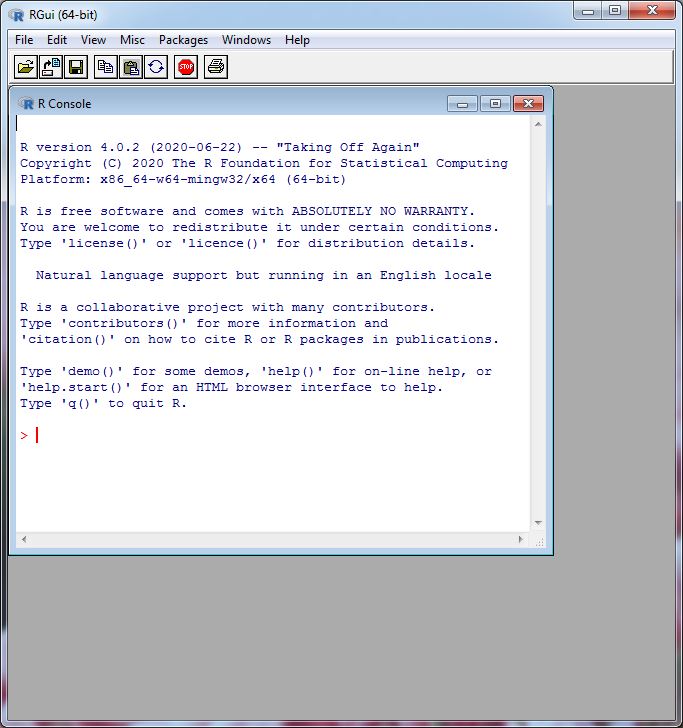 RGui (64-bit)
File Edit View Misc Packages Windows Help
STOP
R Console
R version 4.0.2 (2020-06-22) -- "Taking Off Again"
Copyright (C) 2020 The R Foundation for Statistical Computing
Platform: x86_64-w64-mingw32/x64 (64-bit)
R is free software and comes with ABSOLUTELY NO WARRANTY.
You are welcome to redistribute it under certain conditions.
Type 'license()' or 'licence()' for distribution details.
Natural language support but running in an English locale
R is a collaborative project with many contributors.
Type 'contributors()' for more information and
'citation()' on how to cite R or R packages in publications.
Type 'demo()' for some demos, 'help()' for on-line help, or
'help.start()' for an HTML browser interface to help.
Type 'q()' to quit R.
>